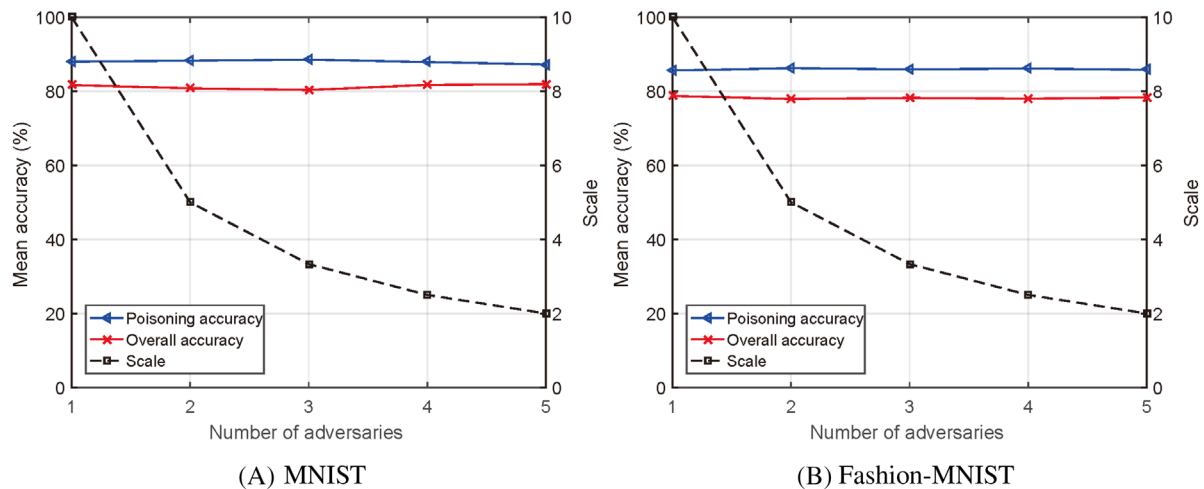 100
80
60
40
20
0
Mean accuracy (%)
10
8
6
4
2
0
Scale
Poisoning accuracy
Overall accuracy
Scale
1 2 3 4 5
Number of adversaries
(A) MNIST
100
80
60
40
20
0
Mean accuracy (%)
10
8
6
4
2
0
Scale
Poisoning accuracy
Overall accuracy
Scale
1 2 3 4 5
Number of adversaries
(B) Fashion-MNIST